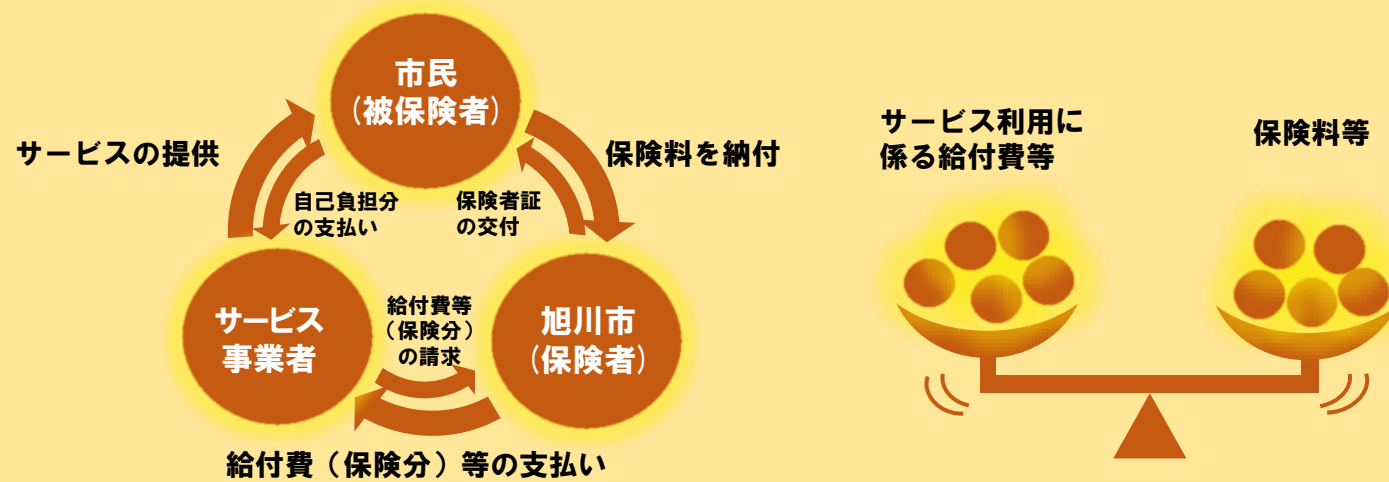 市民
（被保険者）
サービスの提供
保険料を納付
自己負担分
の支払い
保険者証
の交付
サービス
事業者
給付費等
（保険分）
の請求
旭川市
（保険者）
給付費（保険分）等の支払い
サービス利用に
係る給付費等
保険料等